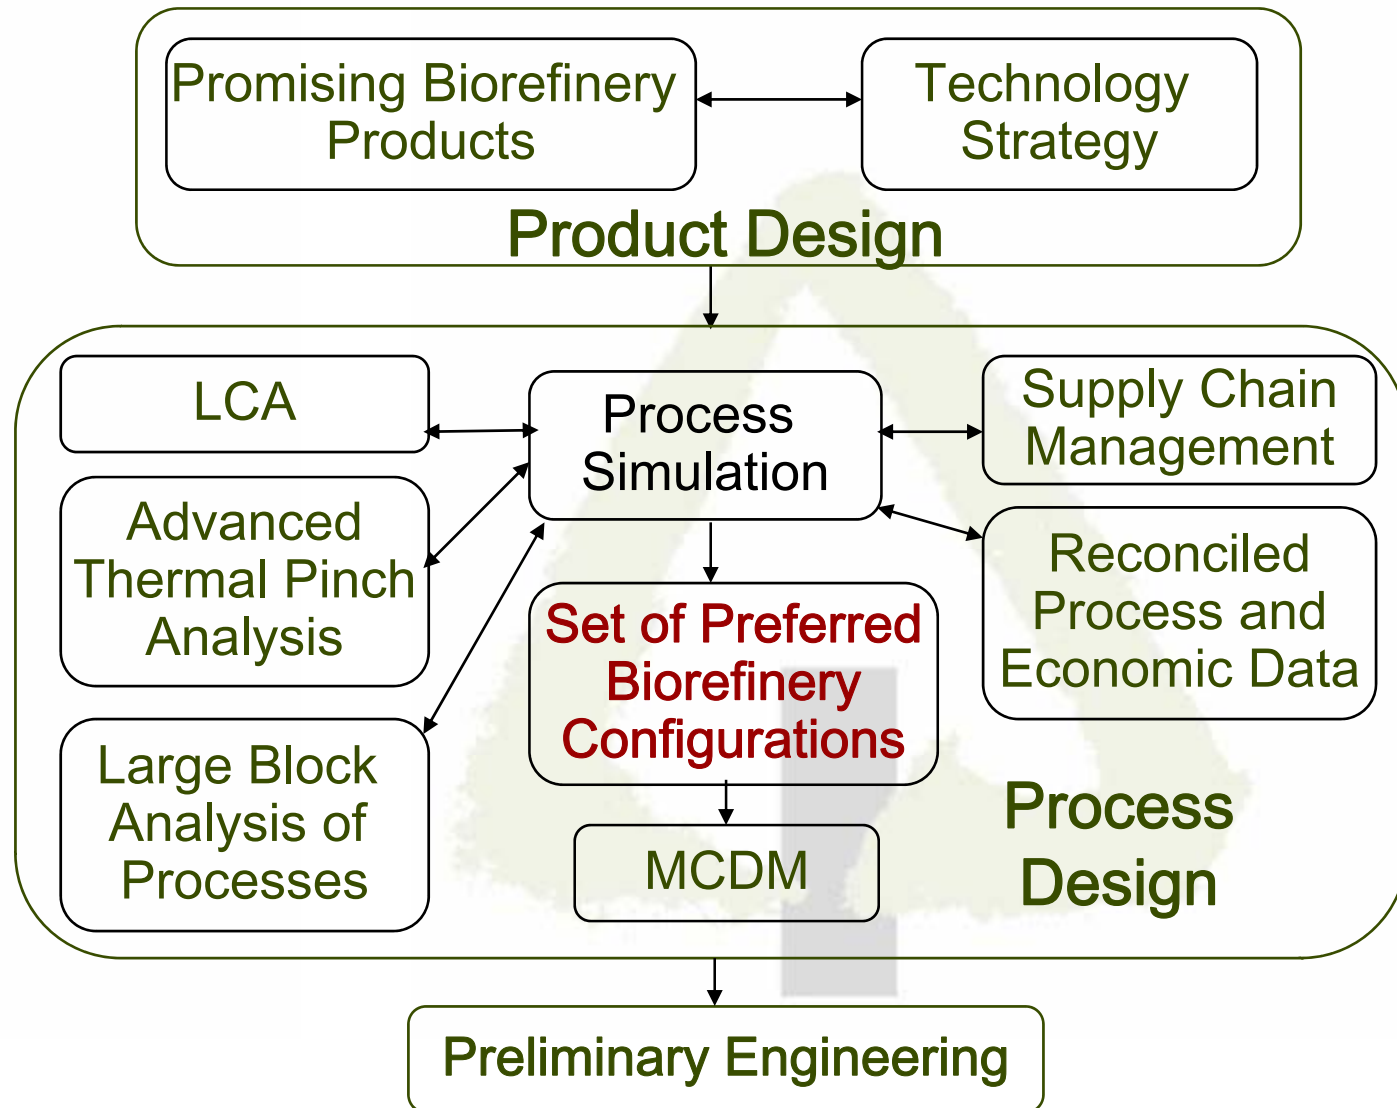 Promising Biorefinery
Products
Technology
Strategy
Product Design
LCA
Process
Simulation
Supply Chain
Management
Advanced
Thermal Pinch
Analysis
Reconciled
Process and
Economic Data
Set of Preferred
Biorefinery
Configurations
Large Block
Analysis of
Processes
MCDM
Process
Design
Preliminary Engineering